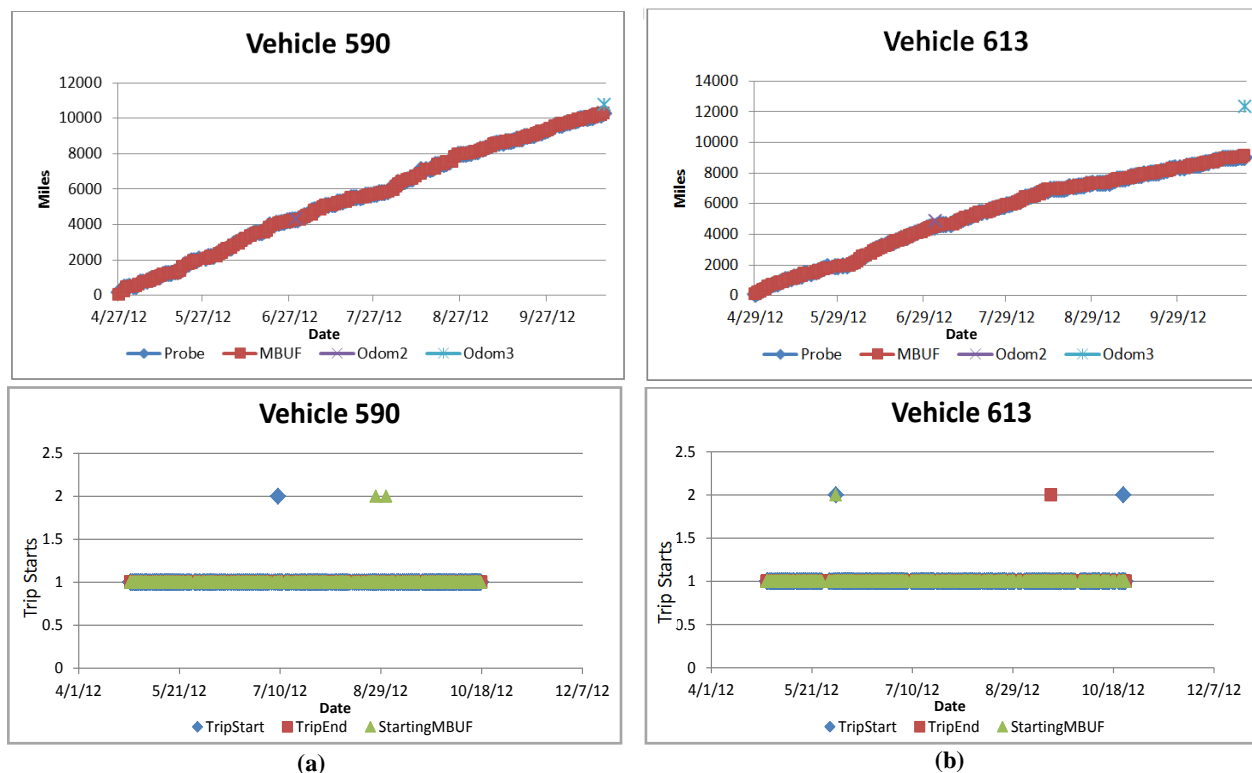 Vehicle 590
12000
10000
8000
6000
4000
2000
0
Miles
4/27/12 5/27/12 6/27/12 7/27/12 8/27/12 9/27/12
Date
Probe MBUF Odom2 Odom3
Vehicle 613
14000
12000
10000
8000
6000
4000
2000
0
Miles
4/29/12 5/29/12 6/29/12 7/29/12 8/29/12 9/29/12
Date
Probe MBUF Odom2 Odom3
Vehicle 590
2.5
2
1.5
1
0.5
0
Trip Starts
4/1/12 5/21/12 7/10/12 8/29/12 10/18/12 12/7/12
Date
TripStart TripEnd StartingMBUF
(a)
Vehicle 613
2.5
2
1.5
1
0.5
0
Trip Starts
4/1/12 5/21/12 7/10/12 8/29/12 10/18/12 12/7/12
Date
TripStart TripEnd StartingMBUF
(b)